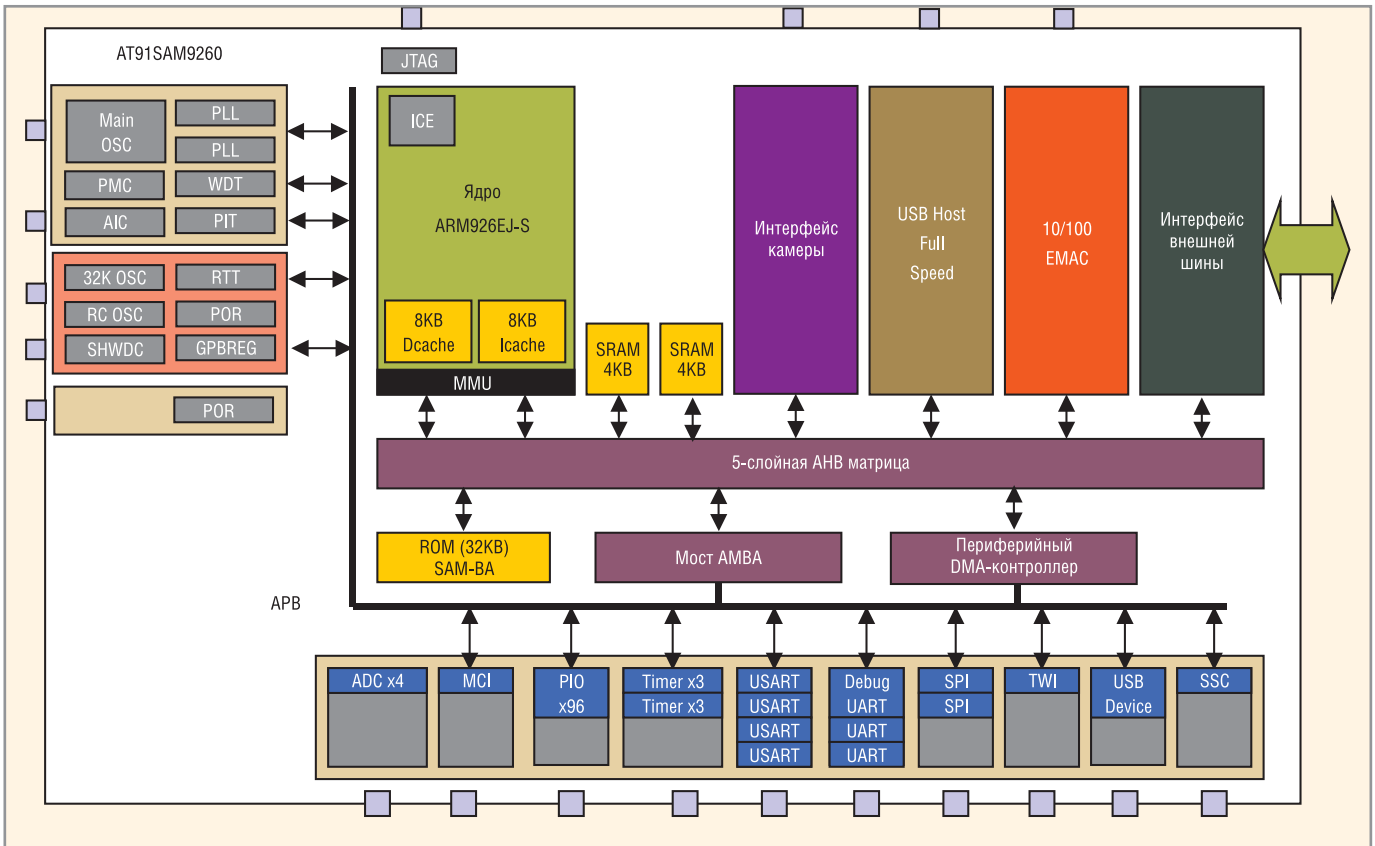 AT91SAM9260
JTAG
Main
OSC
PLL
PLL
PMC
WDT
AIC
PIT
32K OSC
RTT
RC OSC
POR
SHWDC
GPBREG
POR
ICE
Ядро
ARM926EJ-S
8KB
Dcache
8KB
Icache
MMU
SRAM
4KB
SRAM
4KB
Интерфейс
камеры
USB Host
Full
Speed
10/100
EMAC
Интерфейс
внешней
шины
5-слойная AHB матрица
ROM (32KB)
SAM-BA
Мост AMBA
Периферийный
DMA-контроллер
APB
ADC x4
MCI
PIO
x96
Timer x3
Timer x3
USART
USART
USART
USART
Debug
UART
UART
UART
SPI
SPI
TWI
USB
Device
SSC